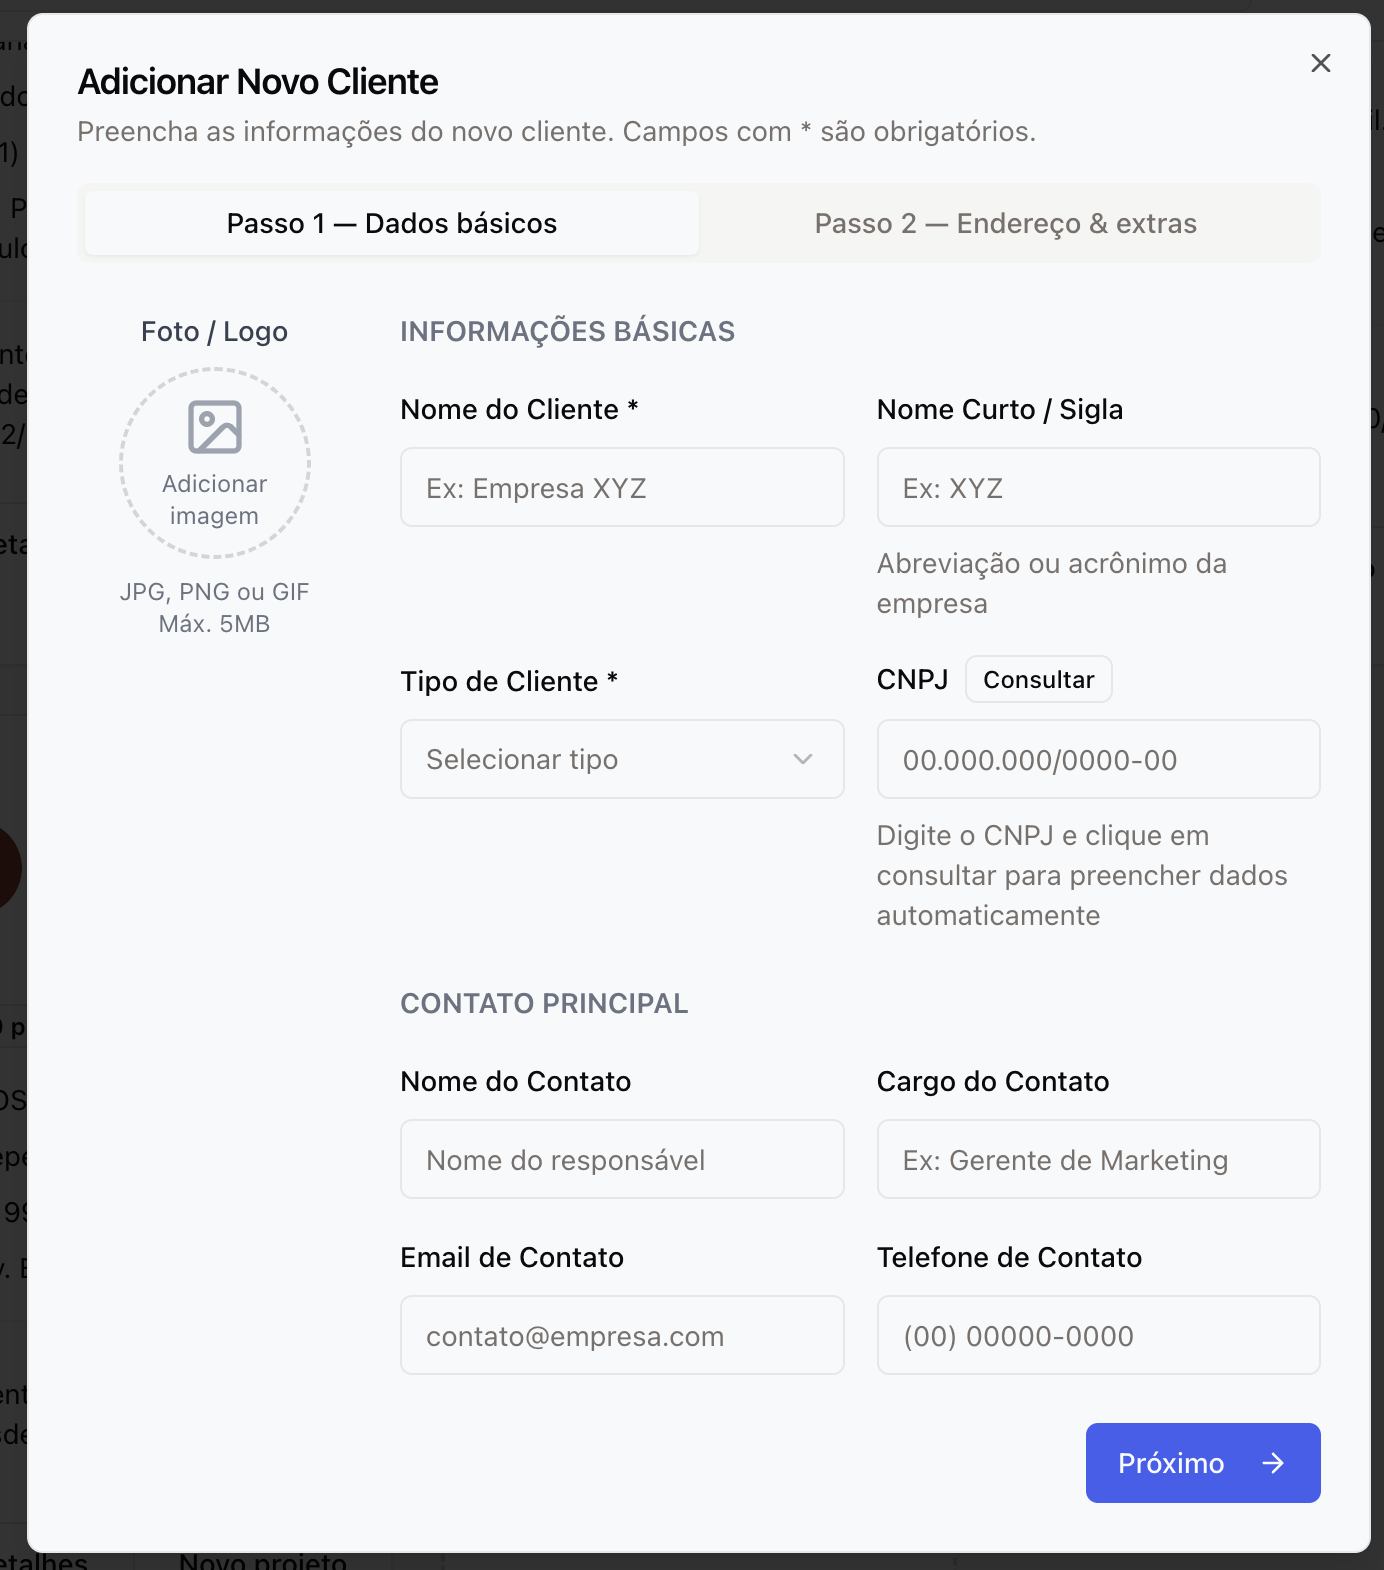 Adicionar Novo Cliente
Preencha as informações do novo cliente. Campos com * são obrigatórios.
Passo 1 — Dados básicos
Passo 2 — Endereço & extras
Foto / Logo
Adicionar
imagem
JPG, PNG ou GIF
Máx. 5MB
INFORMAÇÕES BÁSICAS
Nome do Cliente *
Ex: Empresa XYZ
Nome Curto / Sigla
Ex: XYZ
Abreviação ou acrônimo da
empresa
Tipo de Cliente *
Selecionar tipo
CNPJ
Consultar
00.000.000/0000-00
Digite o CNPJ e clique em
consultar para preencher dados
automaticamente
CONTATO PRINCIPAL
Nome do Contato
Nome do responsável
Cargo do Contato
Ex: Gerente de Marketing
Email de Contato
contato@empresa.com
Telefone de Contato
(00) 00000-0000
Próximo
Novo projeto